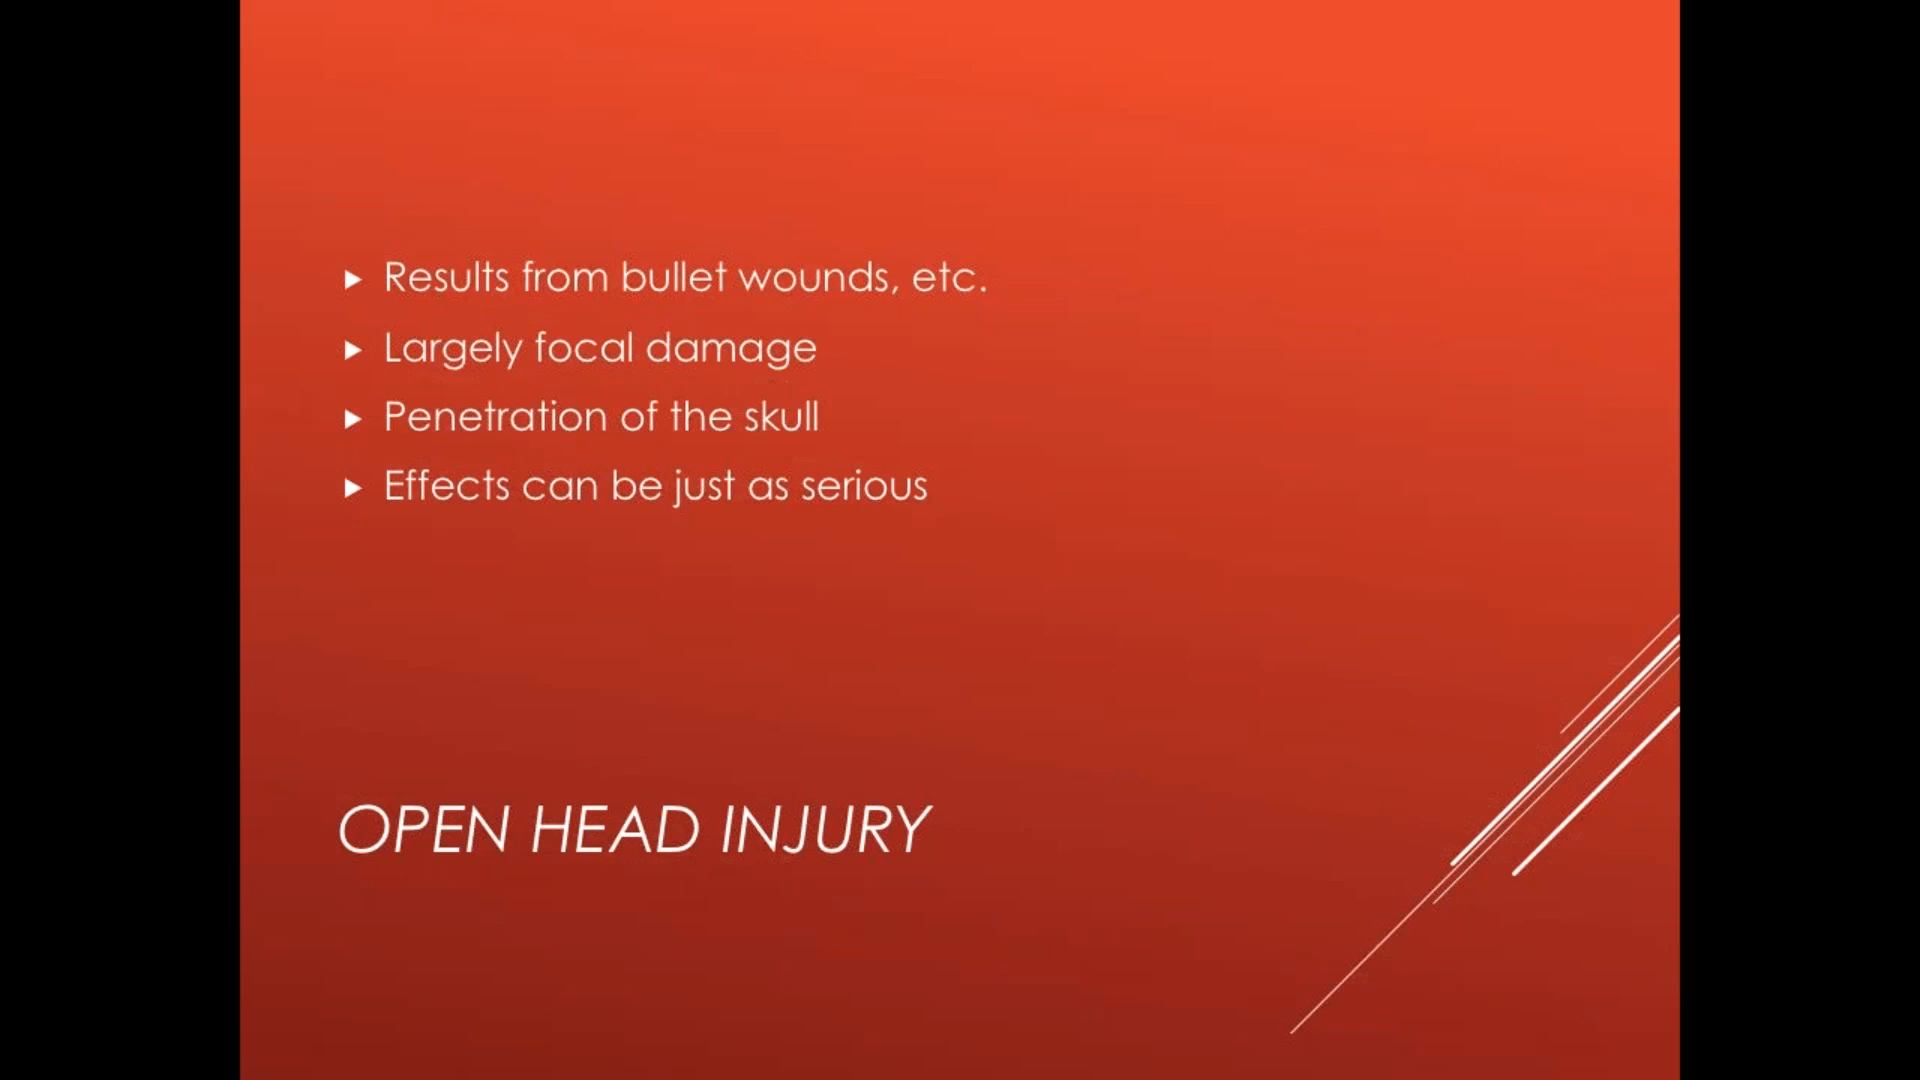 Results from bullet wounds, etc.
Largely focal damage
Penetration of the skull
Effects can be just as serious
OPEN HEAD INJURY